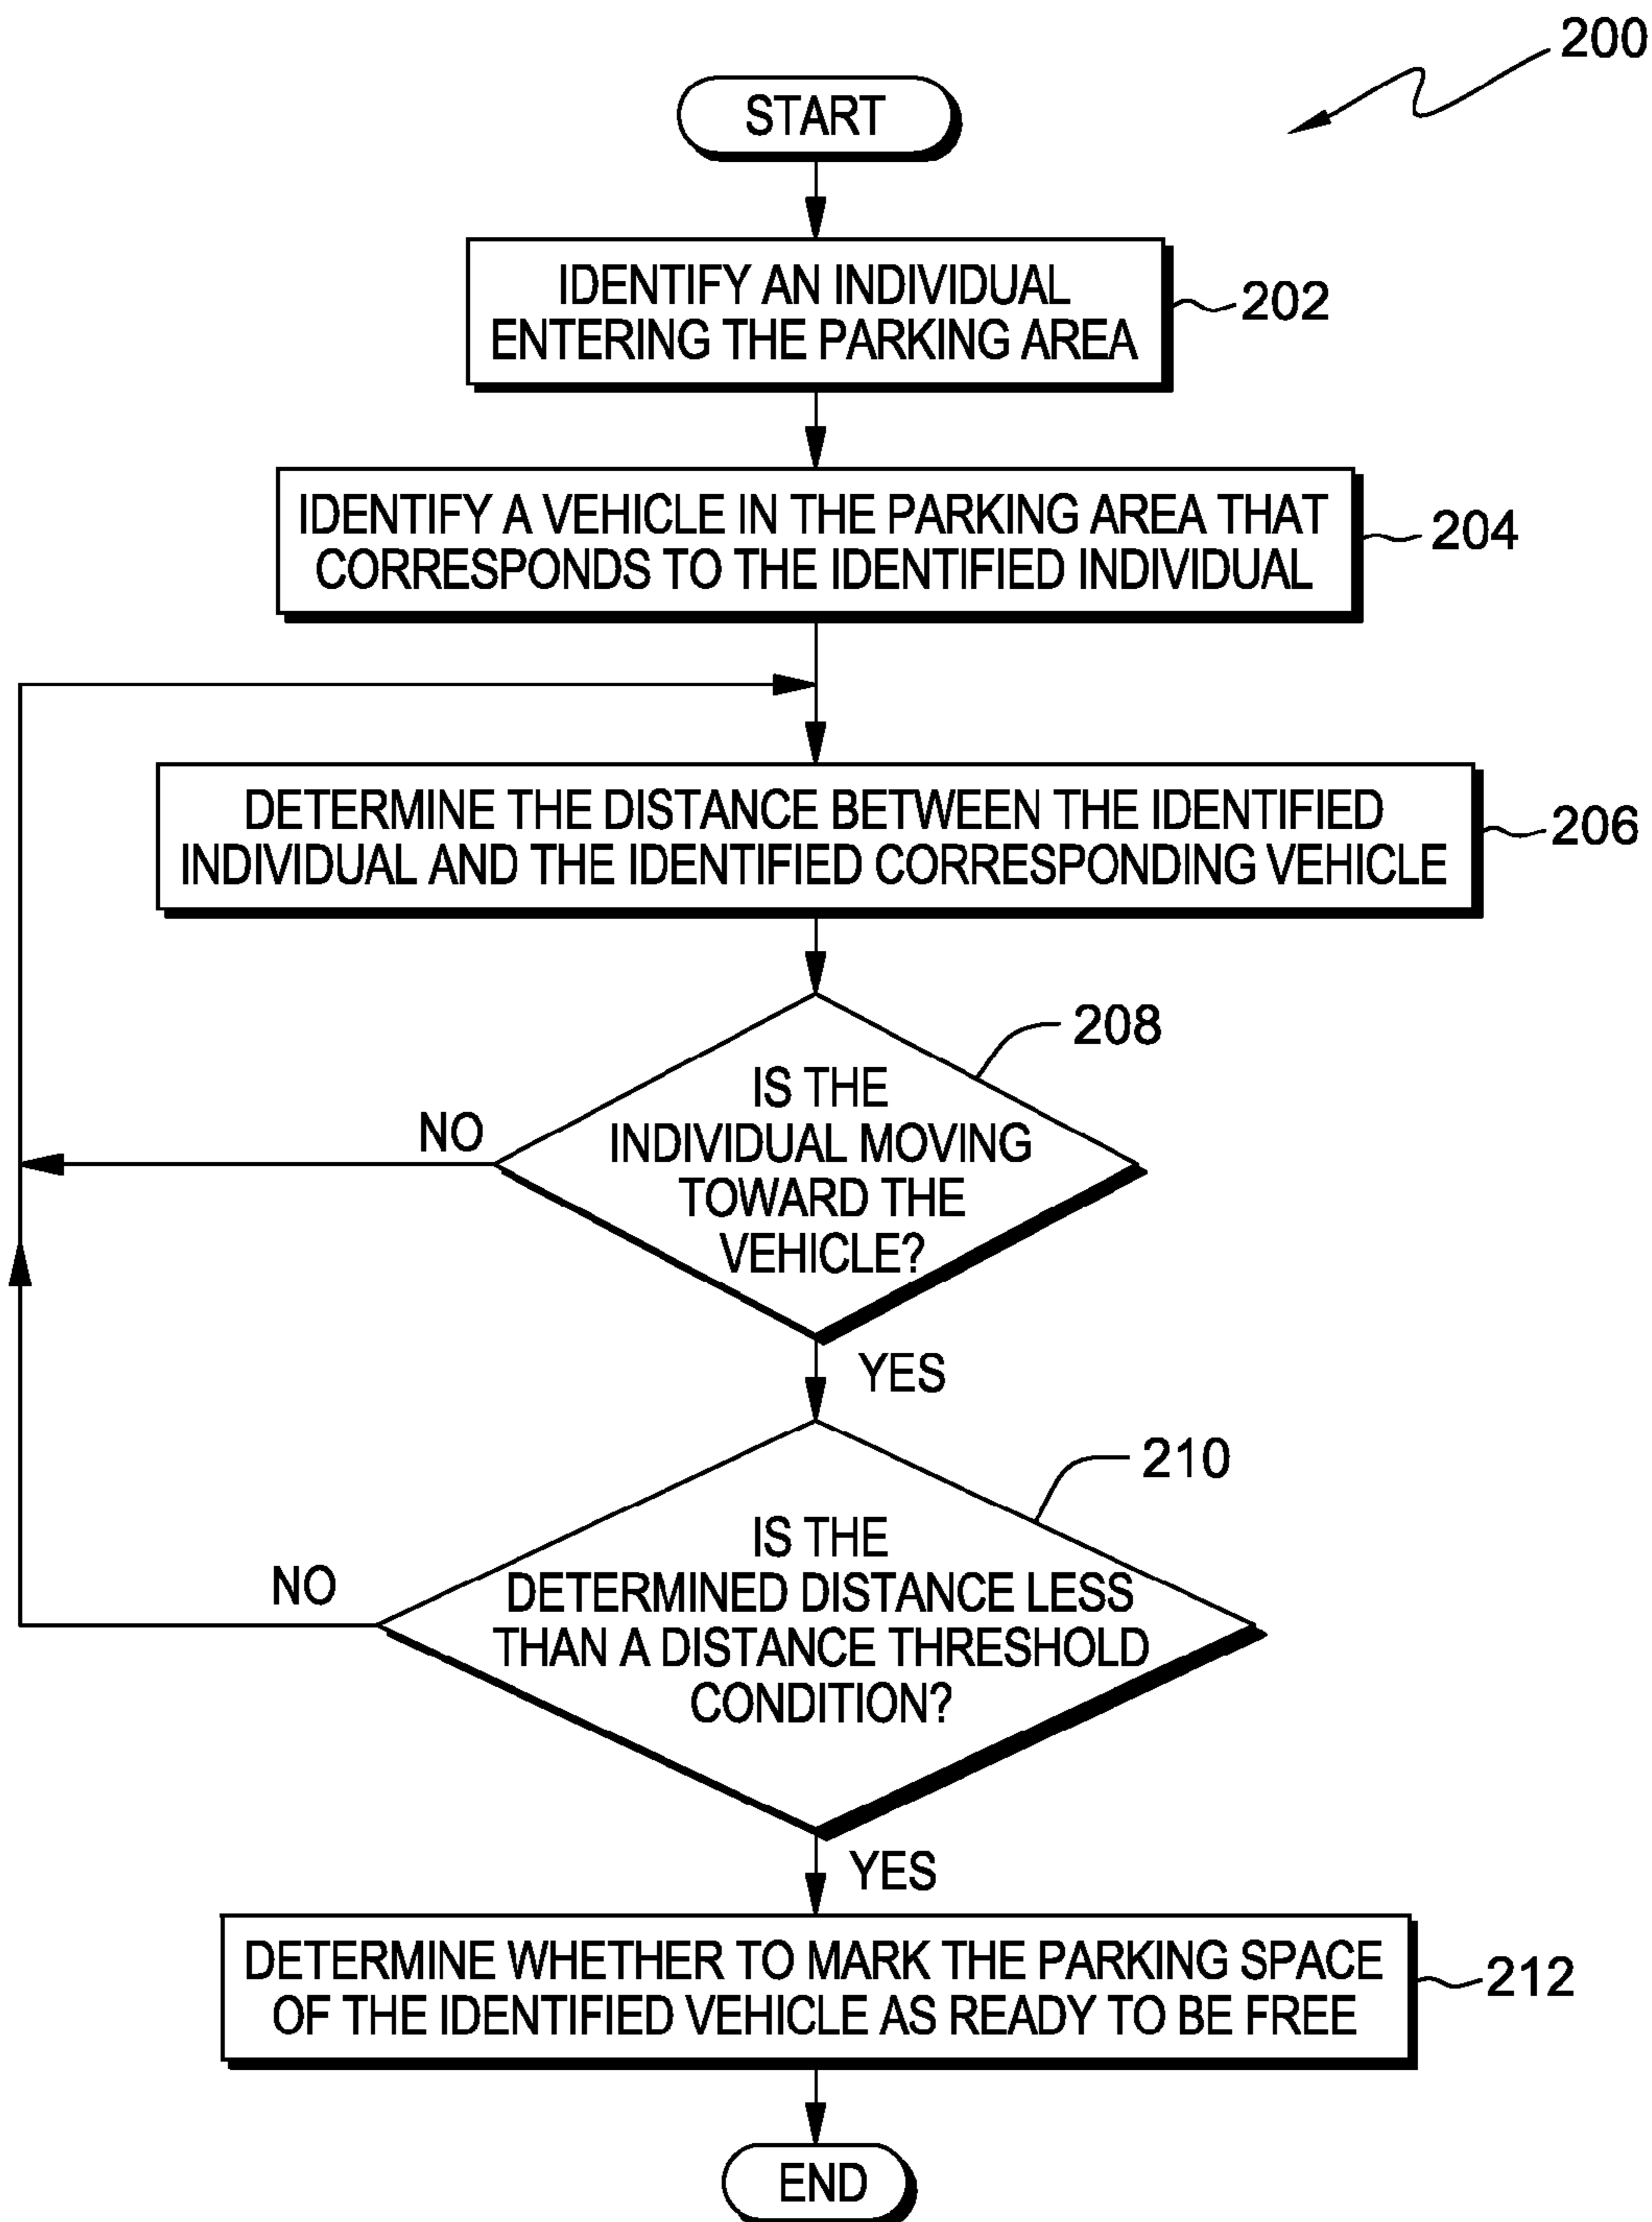 200
START
IDENTIFY AN INDIVIDUAL
ENTERING THE PARKING AREA
202
IDENTIFY A VEHICLE IN THE PARKING AREA THAT
CORRESPONDS TO THE IDENTIFIED INDIVIDUAL
204
DETERMINE THE DISTANCE BETWEEN THE IDENTIFIED
INDIVIDUAL AND THE IDENTIFIED CORRESPONDING VEHICLE
206
208
IS THE
INDIVIDUAL MOVING
TOWARD THE
VEHICLE?
NO
YES
210
IS THE
DETERMINED DISTANCE LESS
THAN A DISTANCE THRESHOLD
CONDITION?
NO
YES
DETERMINE WHETHER TO MARK THE PARKING SPACE
OF THE IDENTIFIED VEHICLE AS READY TO BE FREE
212
END